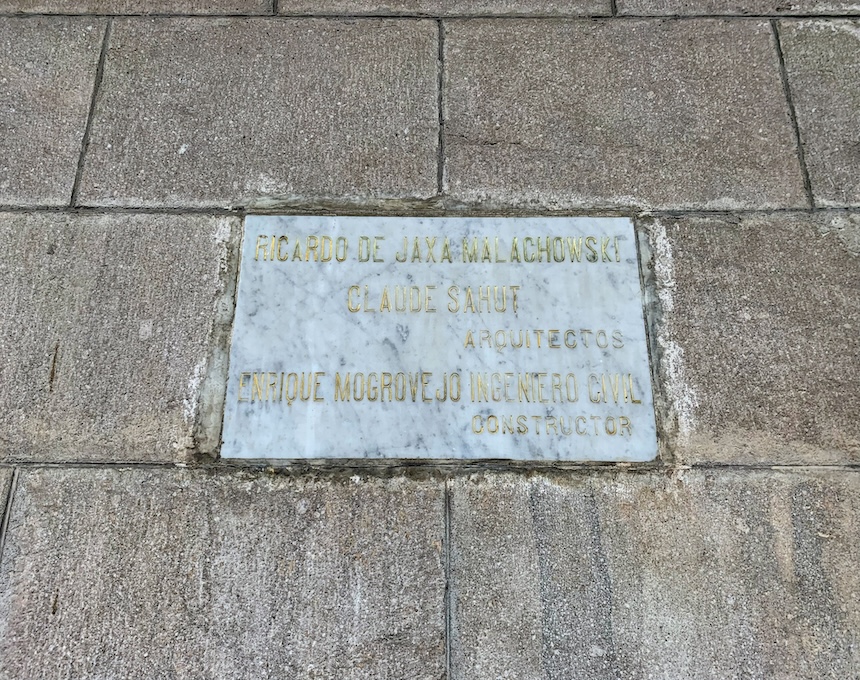 RICARDO DE JAXA MALACHOWSKI
CLAUDE SAHUT
ARQUITECTOS
ENRIQUE MOGROVEJO INGENIERO CIVIL
CONSTRUCTOR